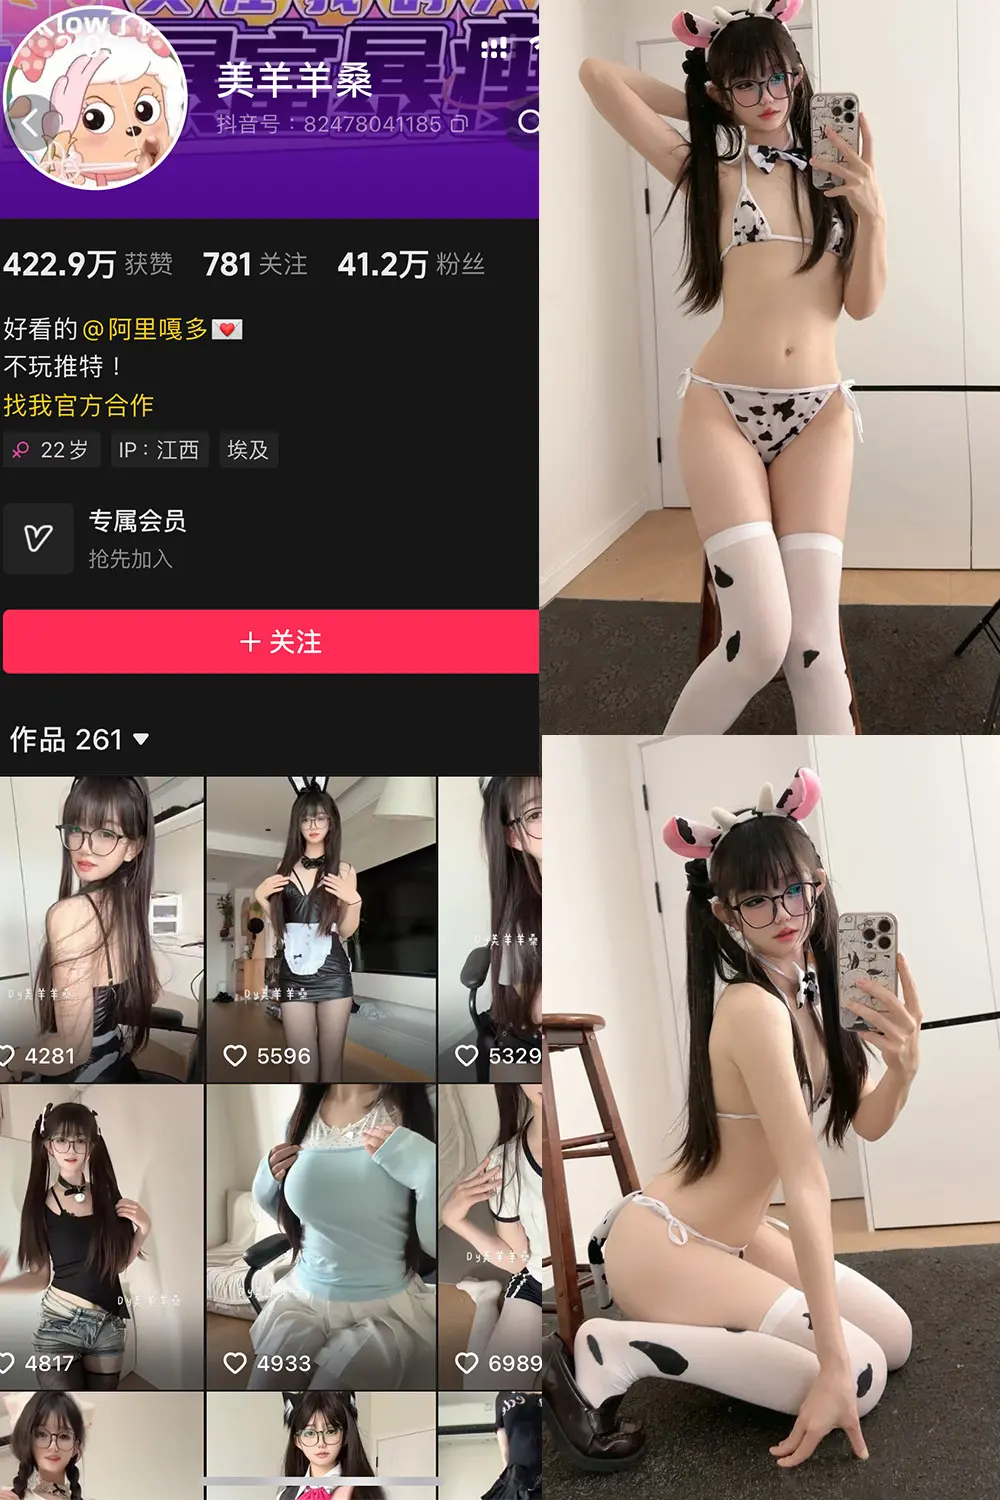 美羊羊桑
抖音号：82478041185
422.9万 获赞 781 关注 41.2万 粉丝
好看的@阿里嘎多💌
不玩推特！
找我官方合作
22岁 IP：江西 埃及
专属会员
抢先加入
＋ 关注
作品 261
Dy美羊羊桑
Dy美羊羊桑
Dy美羊羊桑
4281
5596
5329
Dy美羊羊桑
Dy美羊羊桑
4817
4933
6989